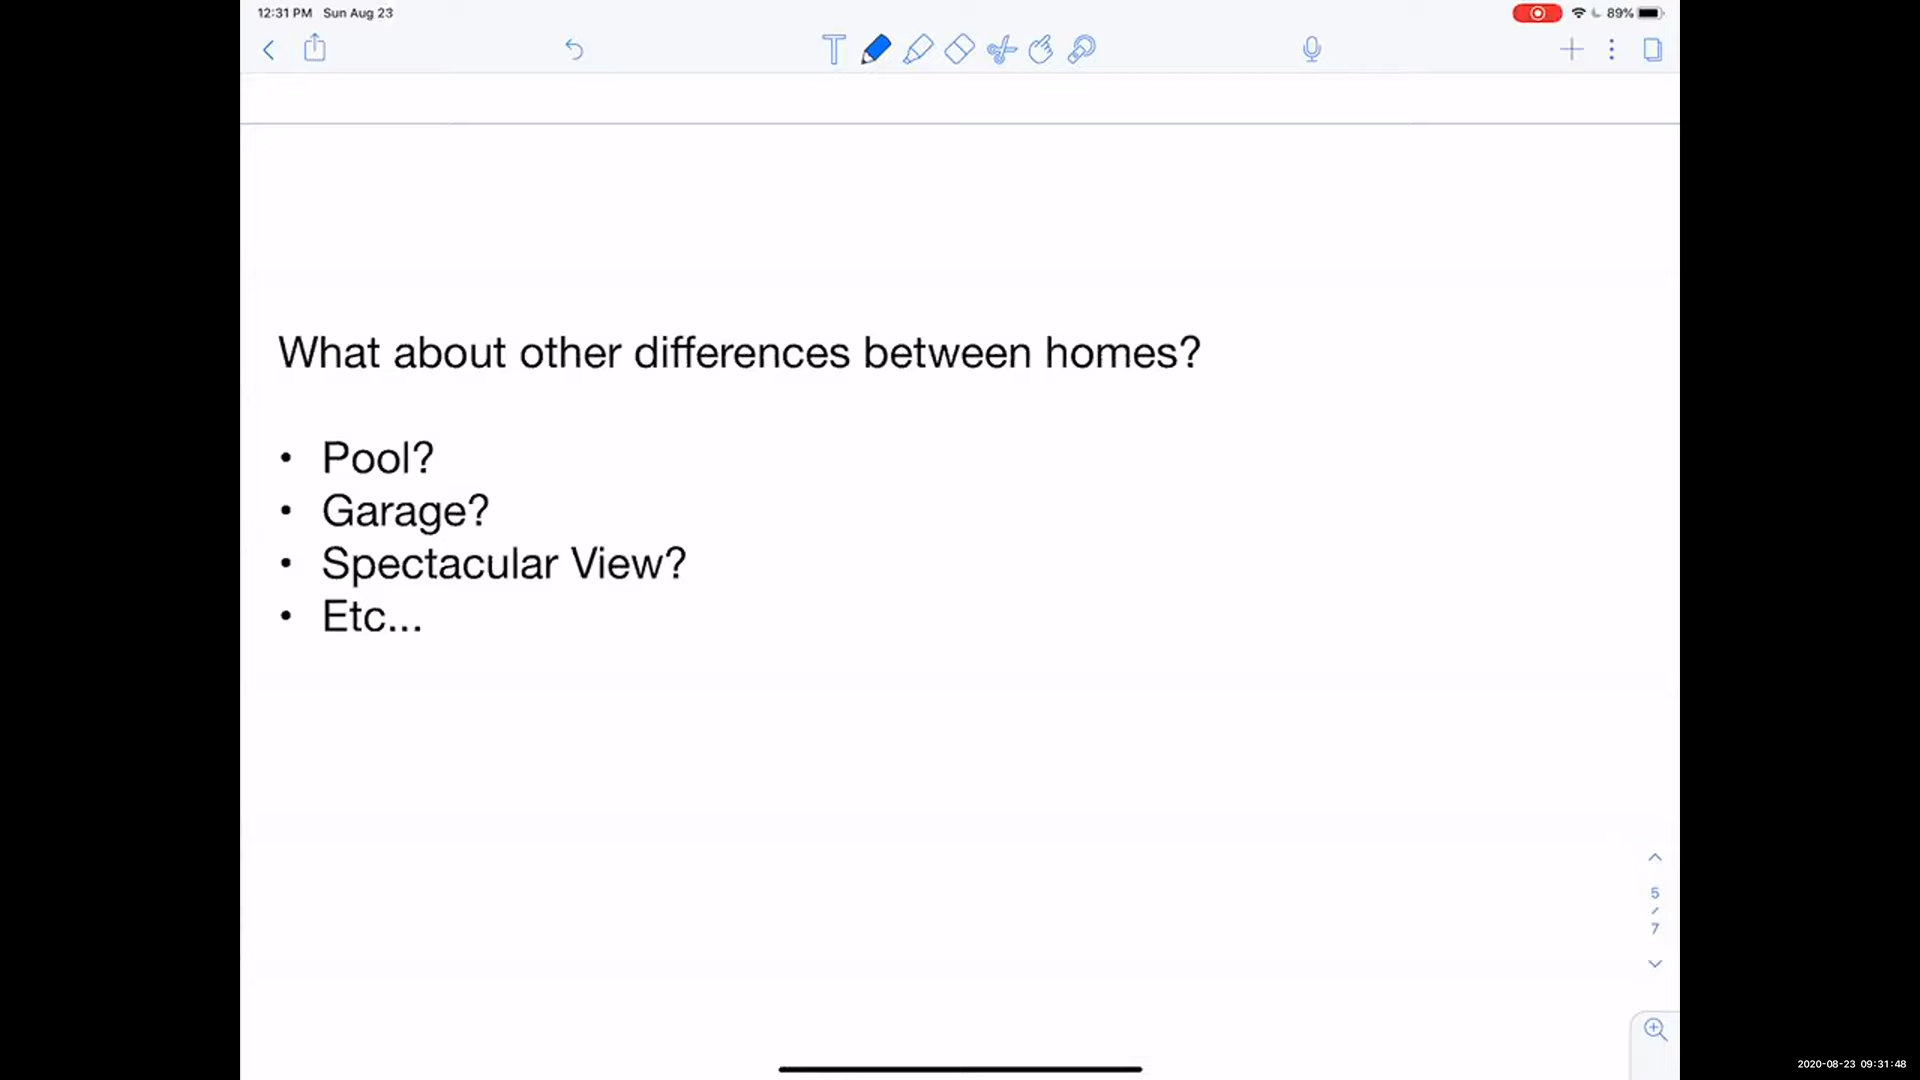 12:31 PM Sun Aug 23
89%
What about other differences between homes?
• Pool?
• Garage?
• Spectacular View?
• Etc...
5
/
7
2020-08-23 09:31:48